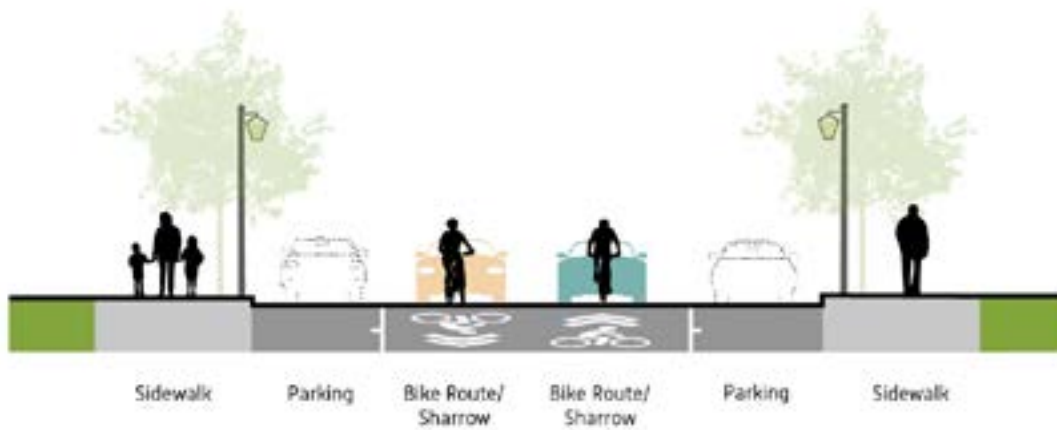 Sidewalk
Parking
Bike Route/
Sharrow
Bike Route/
Sharrow
Parking
Sidewalk